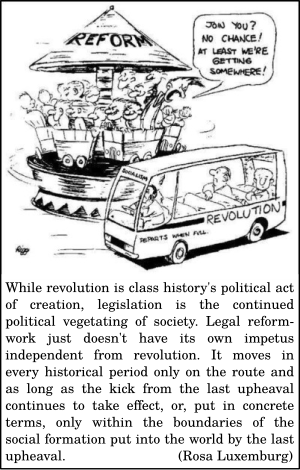 JOIN YOU?
NO CHANCE!
AT LEAST WE'RE
GETTING
SOMEWHERE!
REFORM
SOCIALISM
REVOLUTION
DEPARTS WHEN FULL.
While revolution is class history's political act
of creation, legislation is the continued
political vegetating of society. Legal reform-
work just doesn't have its own impetus
independent from revolution. It moves in
every historical period only on the route and
as long as the kick from the last upheaval
continues to take effect, or, put in concrete
terms, only within the boundaries of the
social formation put into the world by the last
upheaval. (Rosa Luxemburg)